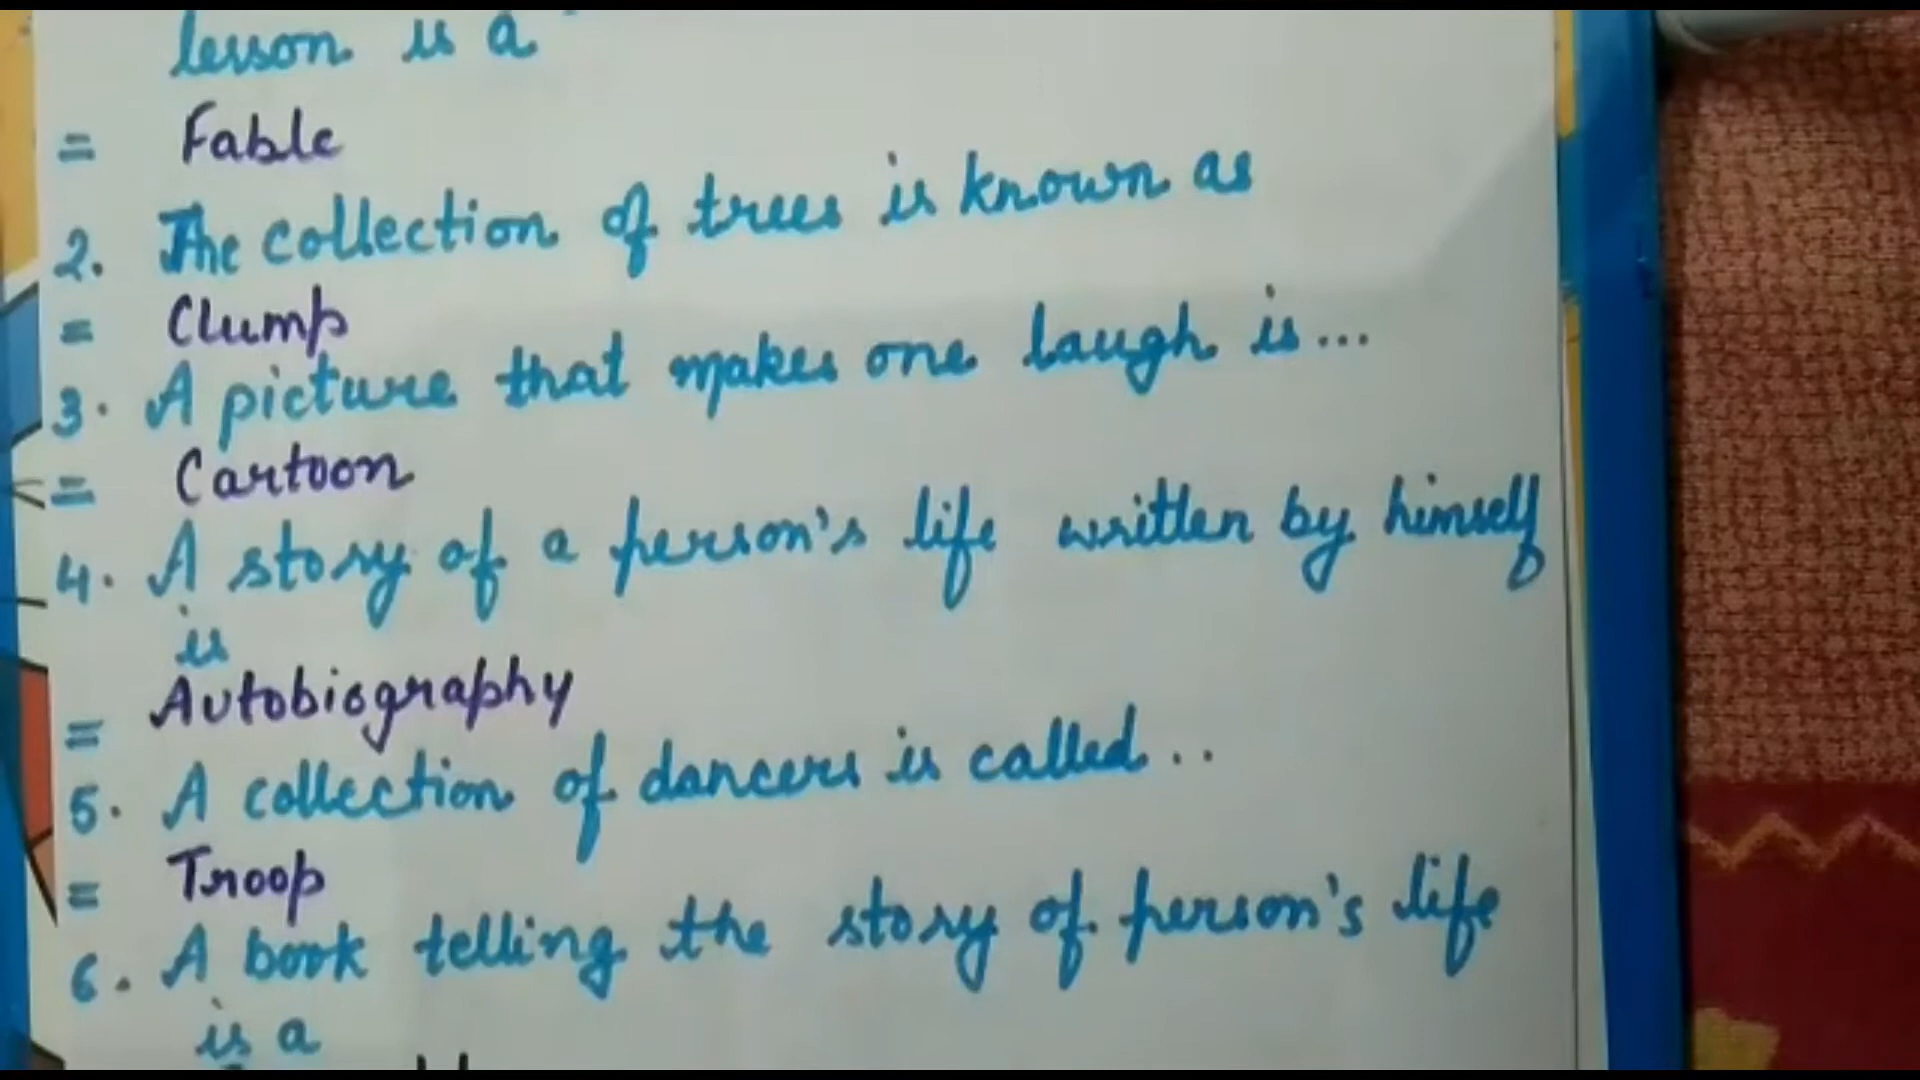 lesson is a
= Fable
2. The collection of trees is known as
= Clump
3. A picture that makes one laugh is...
= Cartoon
4. A story of a person's life written by himself
is
= Autobiography
5. A collection of dancers is called..
= Troop
6. A book telling the story of person's life
is a